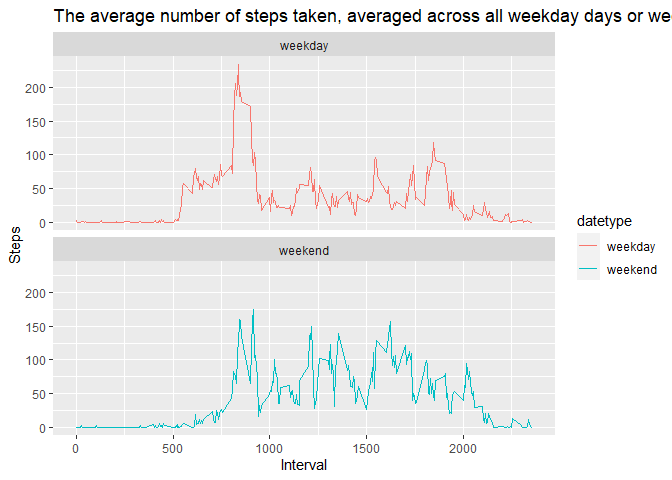 The average number of steps taken, averaged across all weekday days or we
weekday
200
150
100
50
0
weekend
200
150
100
50
0
Steps
0
500
1000
1500
2000
Interval
datetype
weekday
weekend